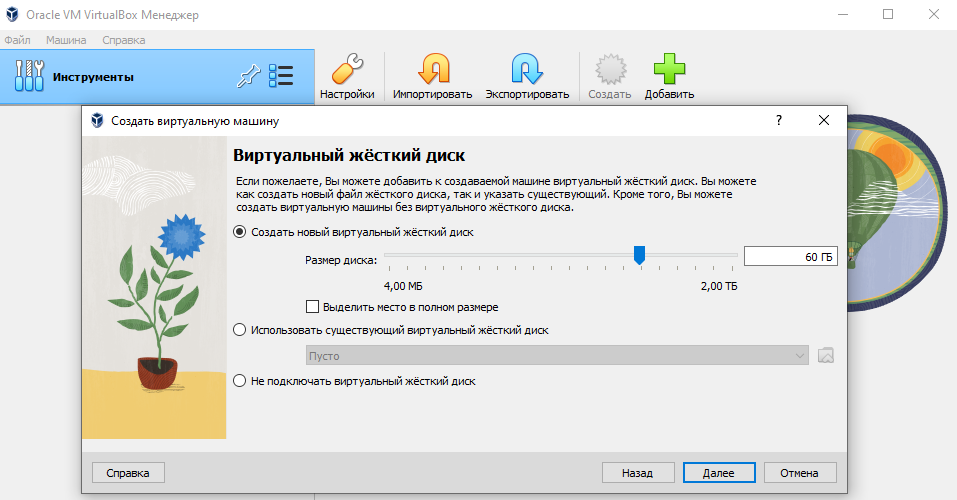 Oracle VM VirtualBox Менеджер
Файл Машина Справка
Инструменты
Настройки Импортировать Экспортировать Создать Добавить
Создать виртуальную машину ?
Виртуальный жёсткий диск
Если пожелаете, Вы можете добавить к создаваемой машине виртуальный жёсткий диск. Вы можете
как создать новый файл жёсткого диска, так и указать существующий. Кроме того, Вы можете
создать виртуальную машины без виртуального жёсткого диска.
Создать новый виртуальный жёсткий диск
Размер диска: 60 ГБ
4,00 МБ 2,00 ТБ
Выделить место в полном размере
Использовать существующий виртуальный жёсткий диск
Пусто
Не подключать виртуальный жёсткий диск
Справка Назад Далее Отмена